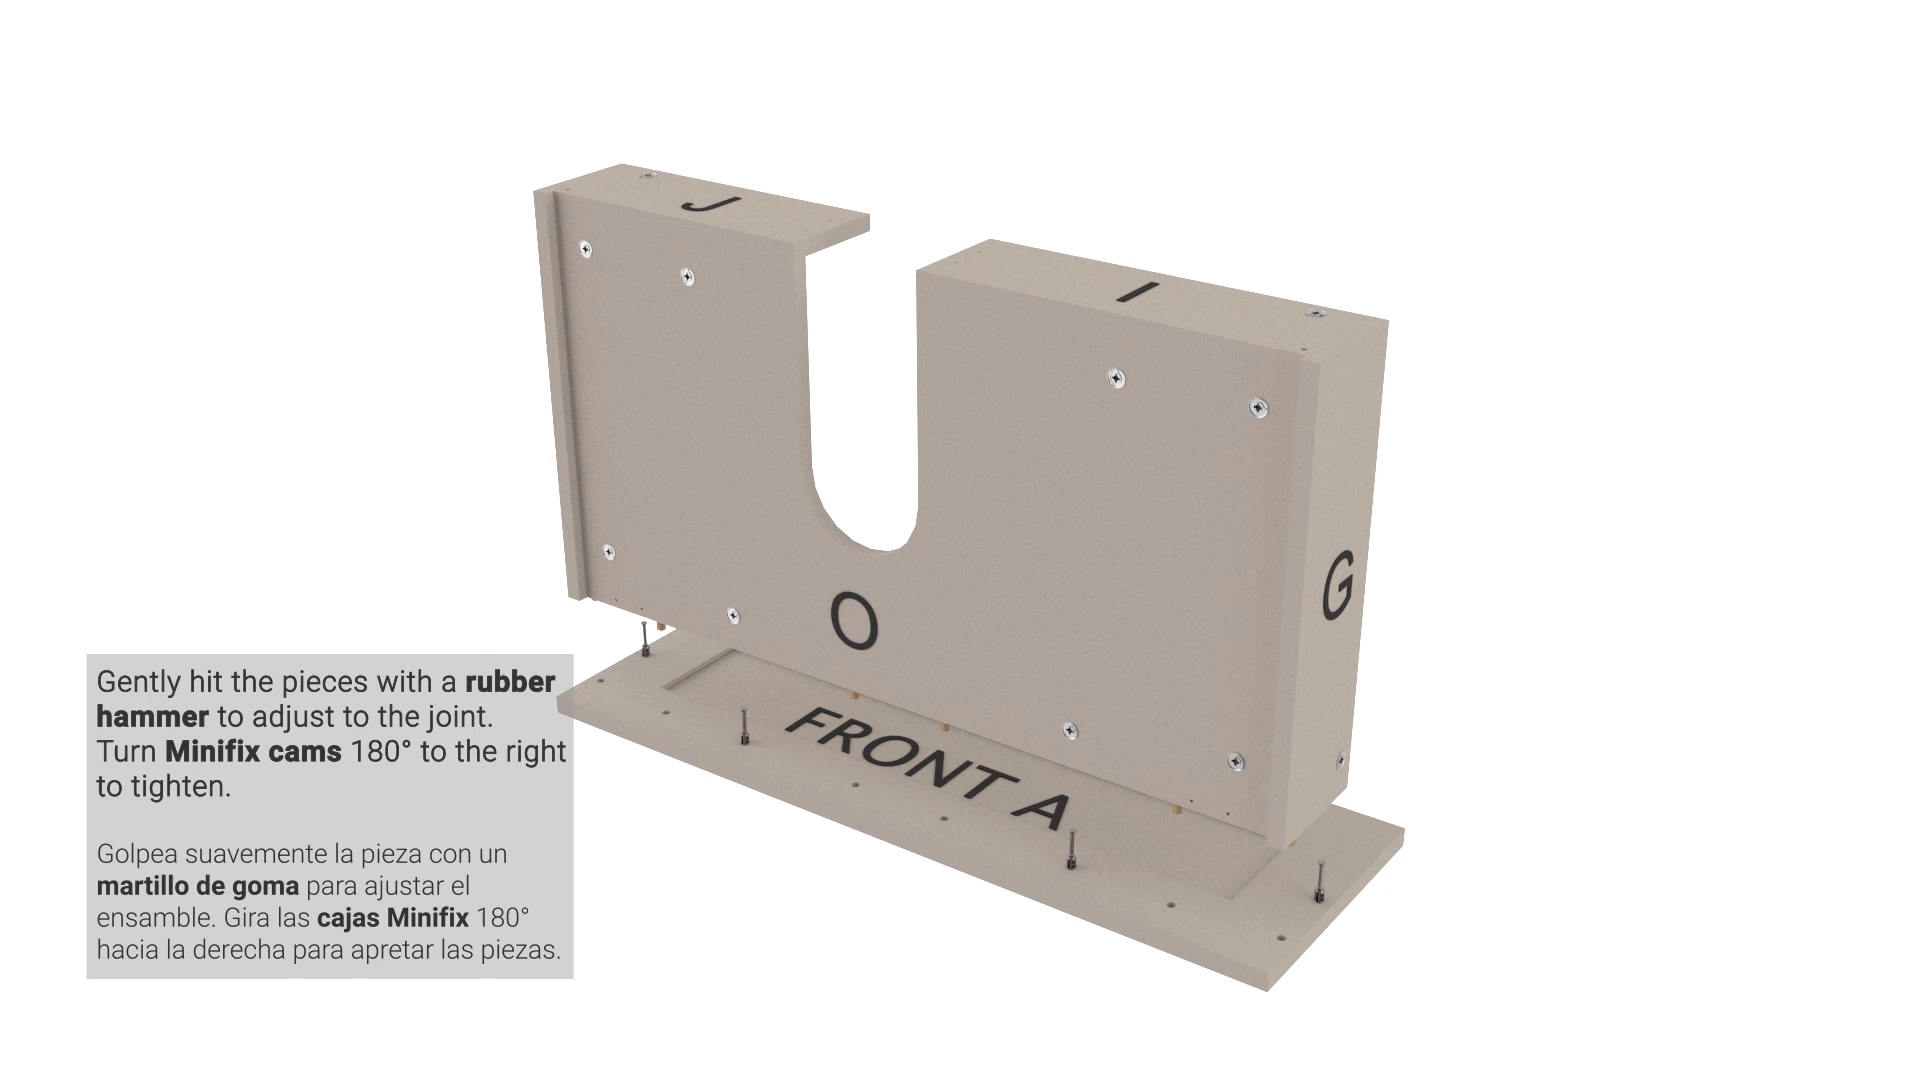 J
I
G
O
FRONT A
Gently hit the pieces with a rubber
hammer to adjust to the joint.
Turn Minifix cams 180° to the right
to tighten.
Golpea suavemente la pieza con un
martillo de goma para ajustar el
ensamble. Gira las cajas Minifix 180°
hacia la derecha para apretar las piezas.